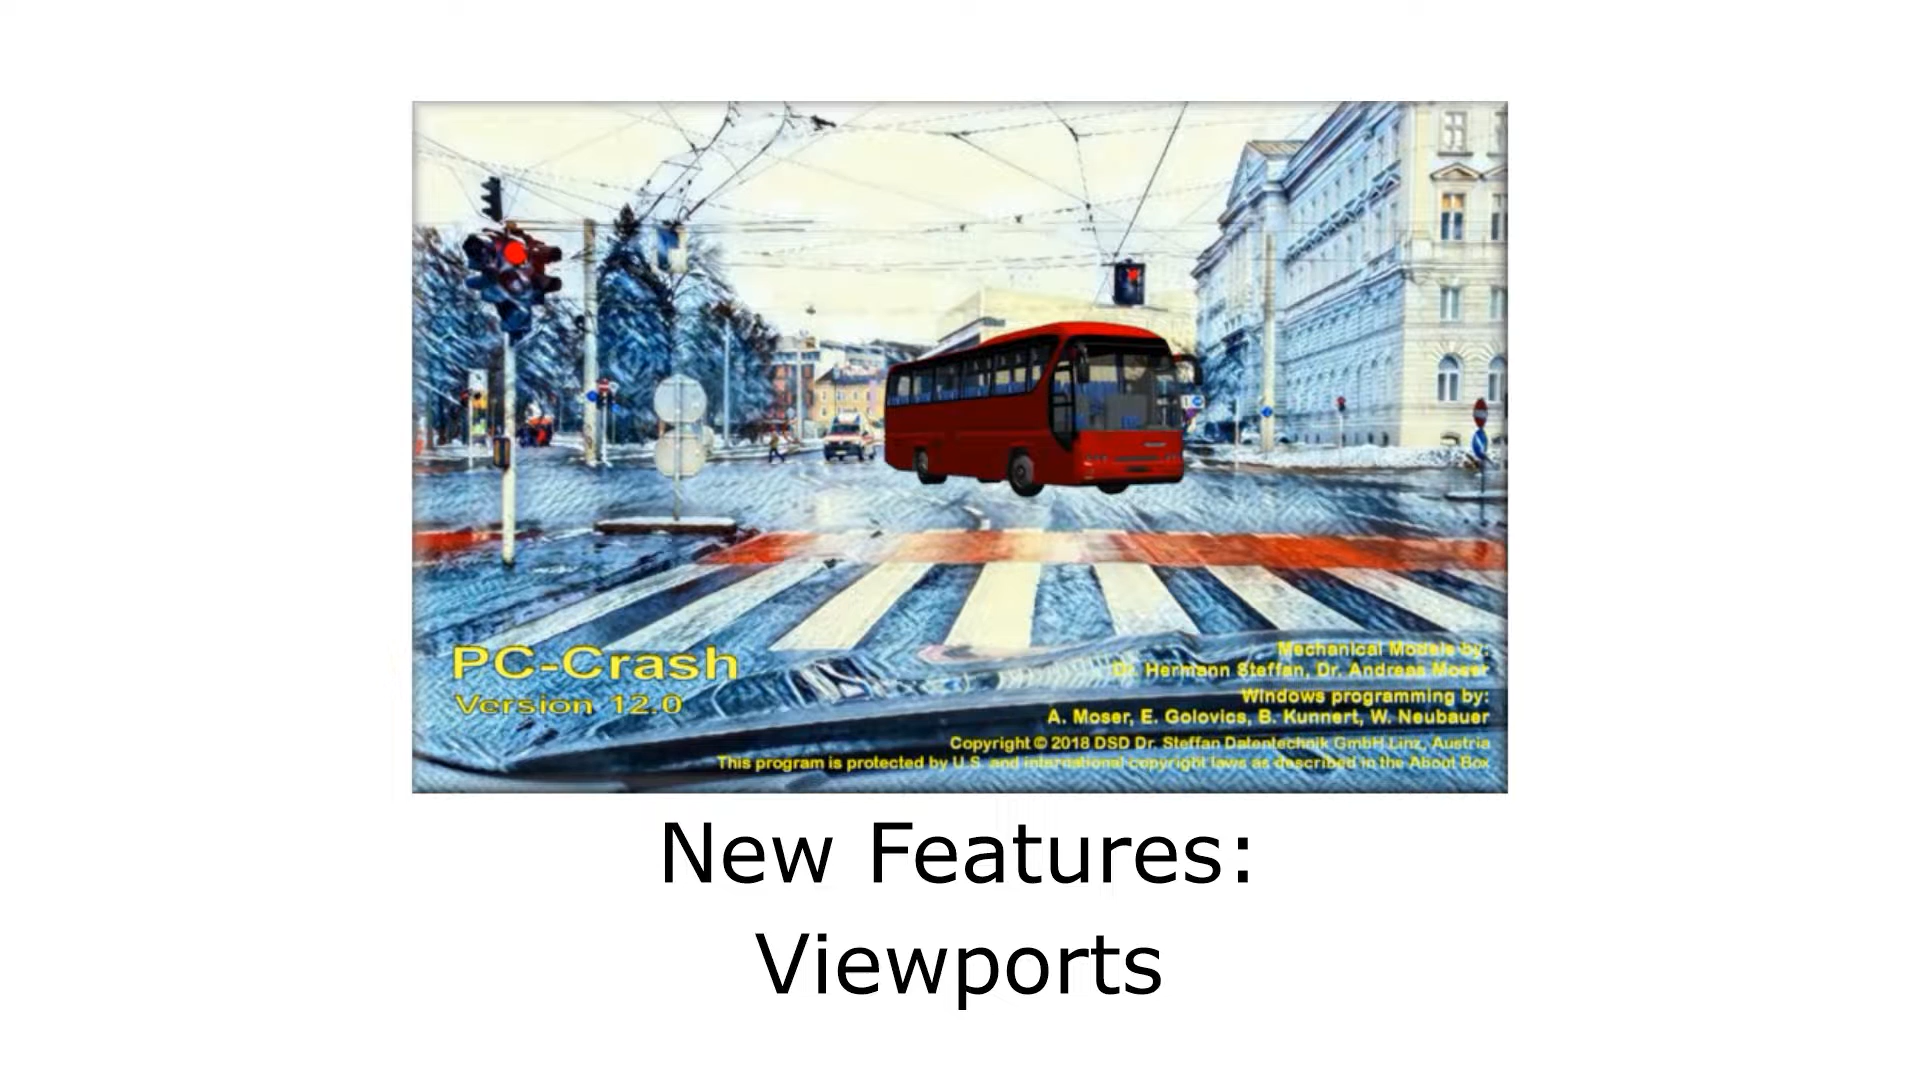 PC-Crash
Version 12.0
Mechanical Models by:
Dr. Hermann Steffan, Dr. Andreas Moser
Windows programming by:
A. Moser, E. Golovics, B. Kunnert, W. Neubauer
Copyright © 2018 DSD Dr. Steffan Datentechnik GmbH Linz, Austria
This program is protected by U.S. and international copyright laws as described in the About Box
New Features:
Viewports